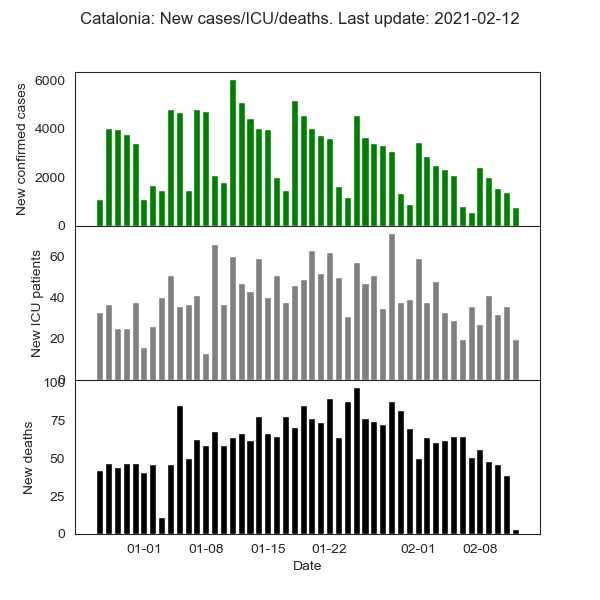 Catalonia: New cases/ICU/deaths. Last update: 2021-02-12
6000
4000
2000
0
New confirmed cases
60
40
20
0
New ICU patients
100
75
50
25
0
New deaths
01-01 01-08 01-15 01-22 02-01 02-08
Date